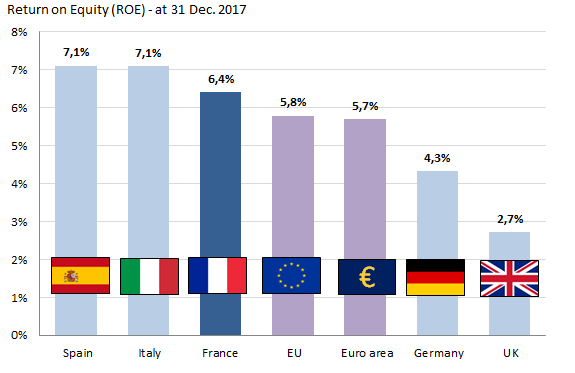 Return on Equity (ROE) - at 31 Dec. 2017
8%
7%
6%
5%
4%
3%
2%
1%
0%
7,1%
7,1%
6,4%
5,8%
5,7%
4,3%
2,7%
€
Spain
Italy
France
EU
Euro area
Germany
UK